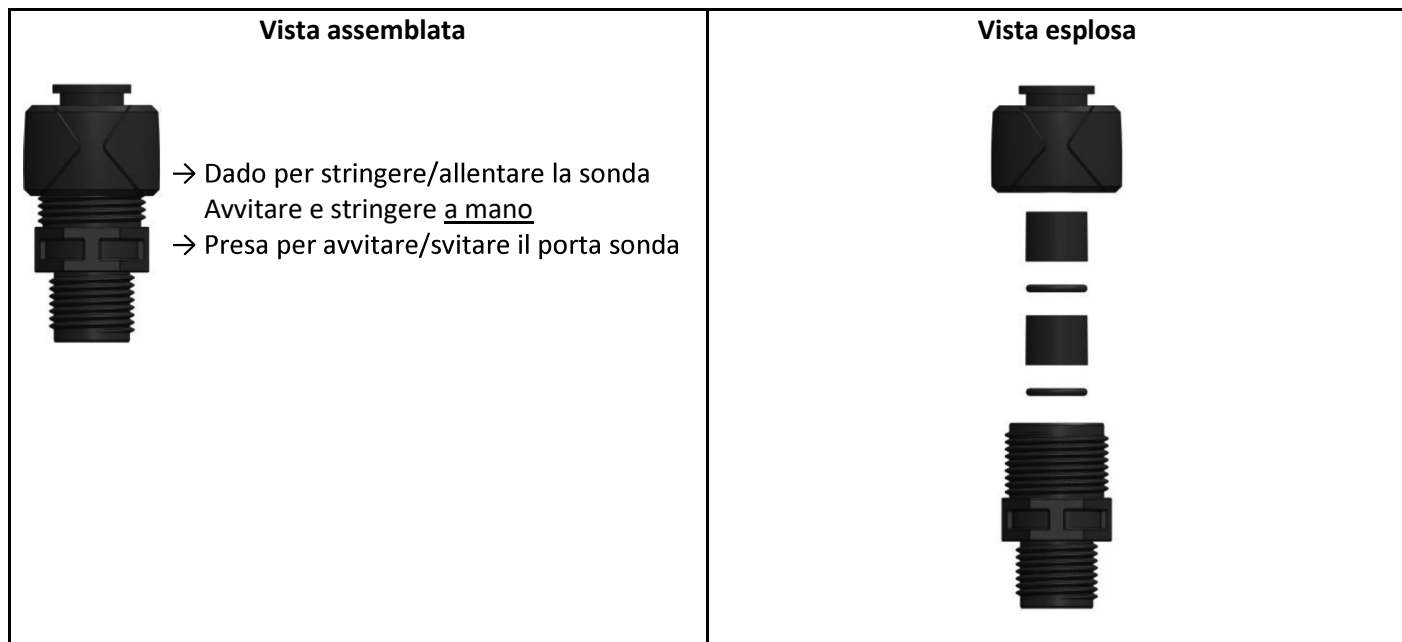 Vista assemblata
Vista esplosa
→ Dado per stringere/allentare la sonda
Avvitare e stringere a mano
→ Presa per avvitare/svitare il porta sonda